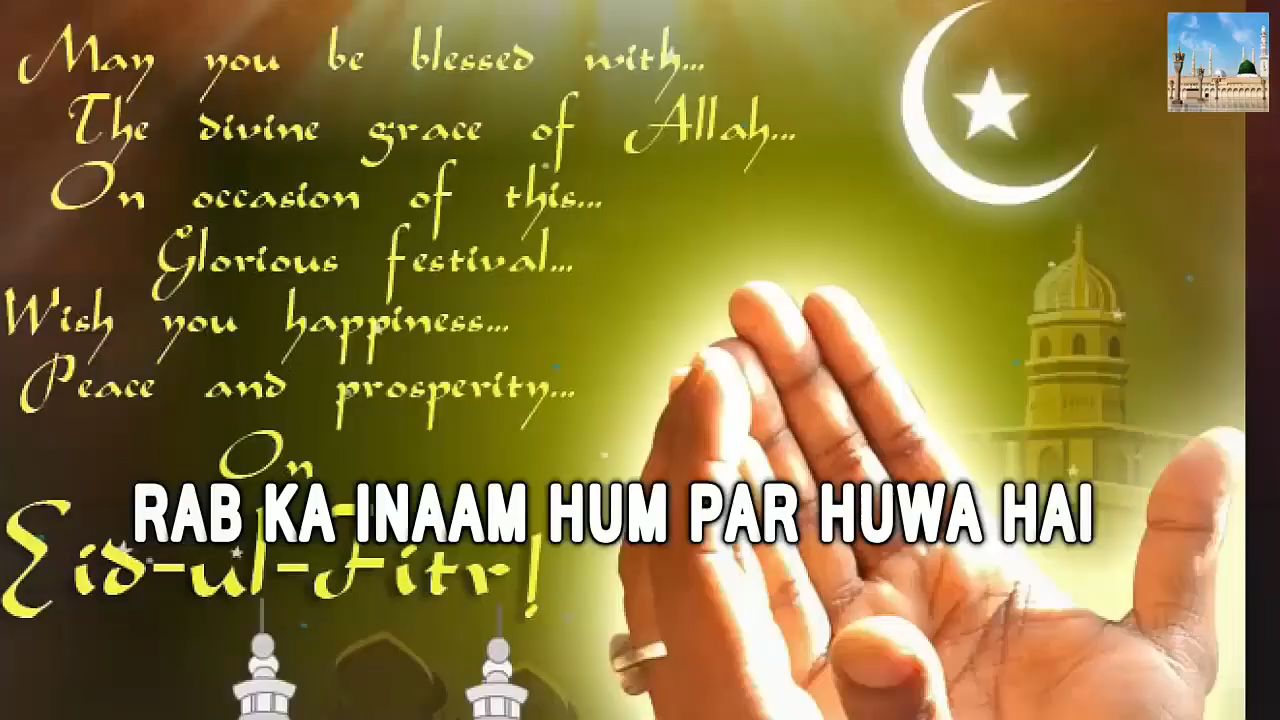 May you be blessed with...
The divine grace of Allah...
On occasion of this...
Glorious festival...
Wish you happiness...
Peace and prosperity...
On
RAB KA INAAM HUM PAR HUWA HAI
Eid-ul-Fitr!